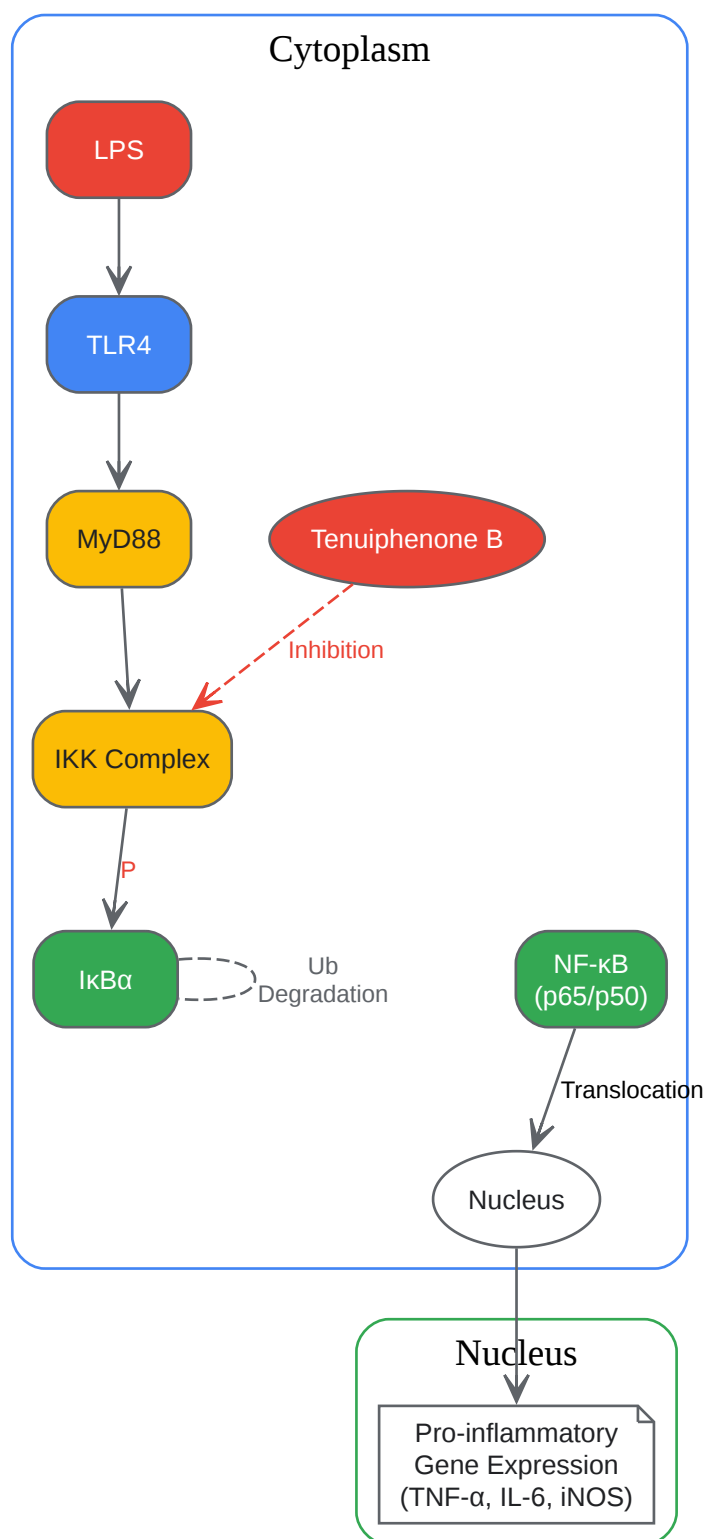 Cytoplasm
LPS
TLR4
MyD88
Tenuiphenone B
Inhibition
IKK Complex
P
IκBα
Ub
Degradation
NF-κB
(p65/p50)
Translocation
Nucleus
Nucleus
Pro-inflammatory
Gene Expression
(TNF-α, IL-6, iNOS)